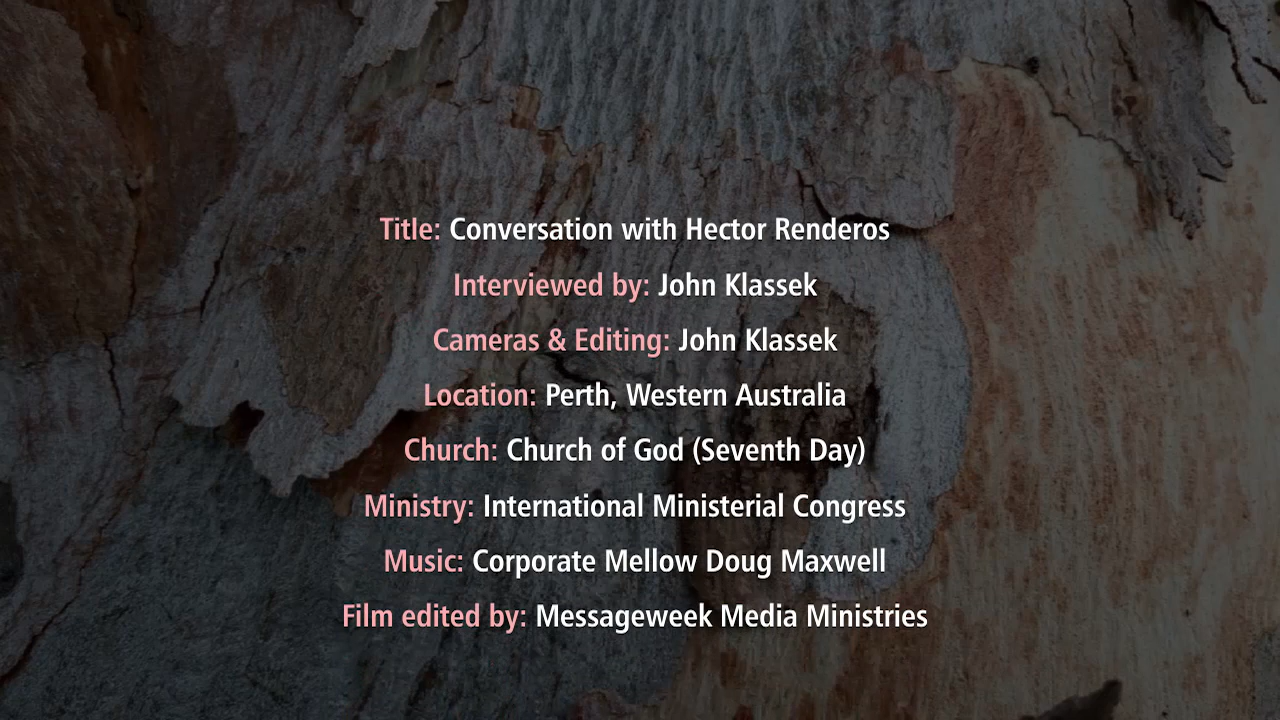 Title: Conversation with Hector Renderos
Interviewed by: John Klassek
Cameras & Editing: John Klassek
Location: Perth, Western Australia
Church: Church of God (Seventh Day)
Ministry: International Ministerial Congress
Music: Corporate Mellow Doug Maxwell
Film edited by: Messageweek Media Ministries